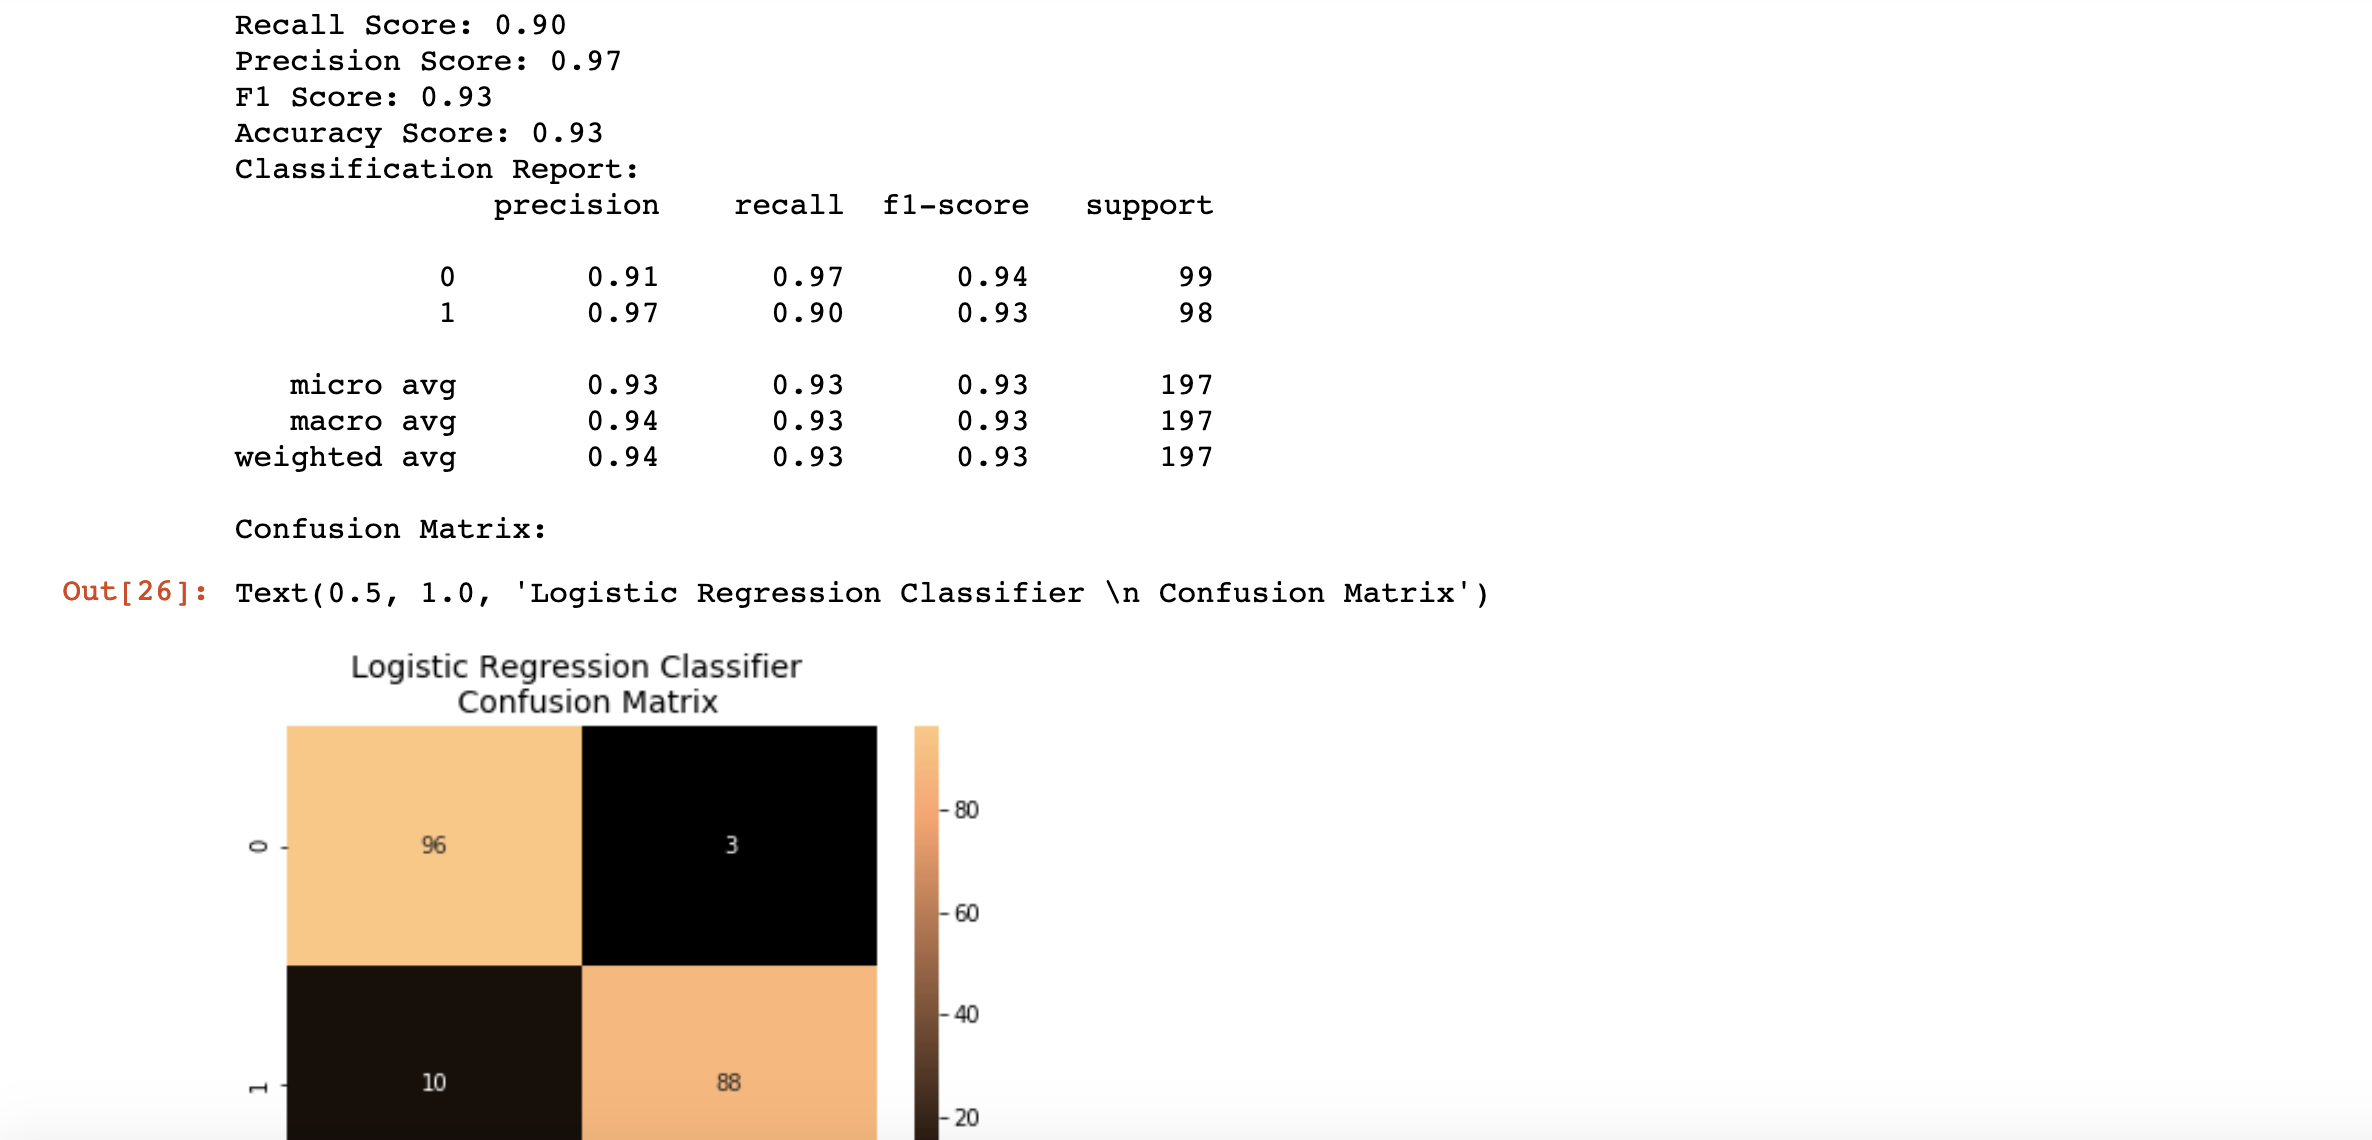 Recall Score: 0.90
Precision Score: 0.97
F1 Score: 0.93
Accuracy Score: 0.93
Classification Report:
precision recall f1-score support
0 0.91 0.97 0.94 99
1 0.97 0.90 0.93 98
micro avg 0.93 0.93 0.93 197
macro avg 0.94 0.93 0.93 197
weighted avg 0.94 0.93 0.93 197
Confusion Matrix:
Out[26]: Text(0.5, 1.0, 'Logistic Regression Classifier \n Confusion Matrix')
Logistic Regression Classifier
Confusion Matrix
80
0 96 3
60
40
1 10 88
20